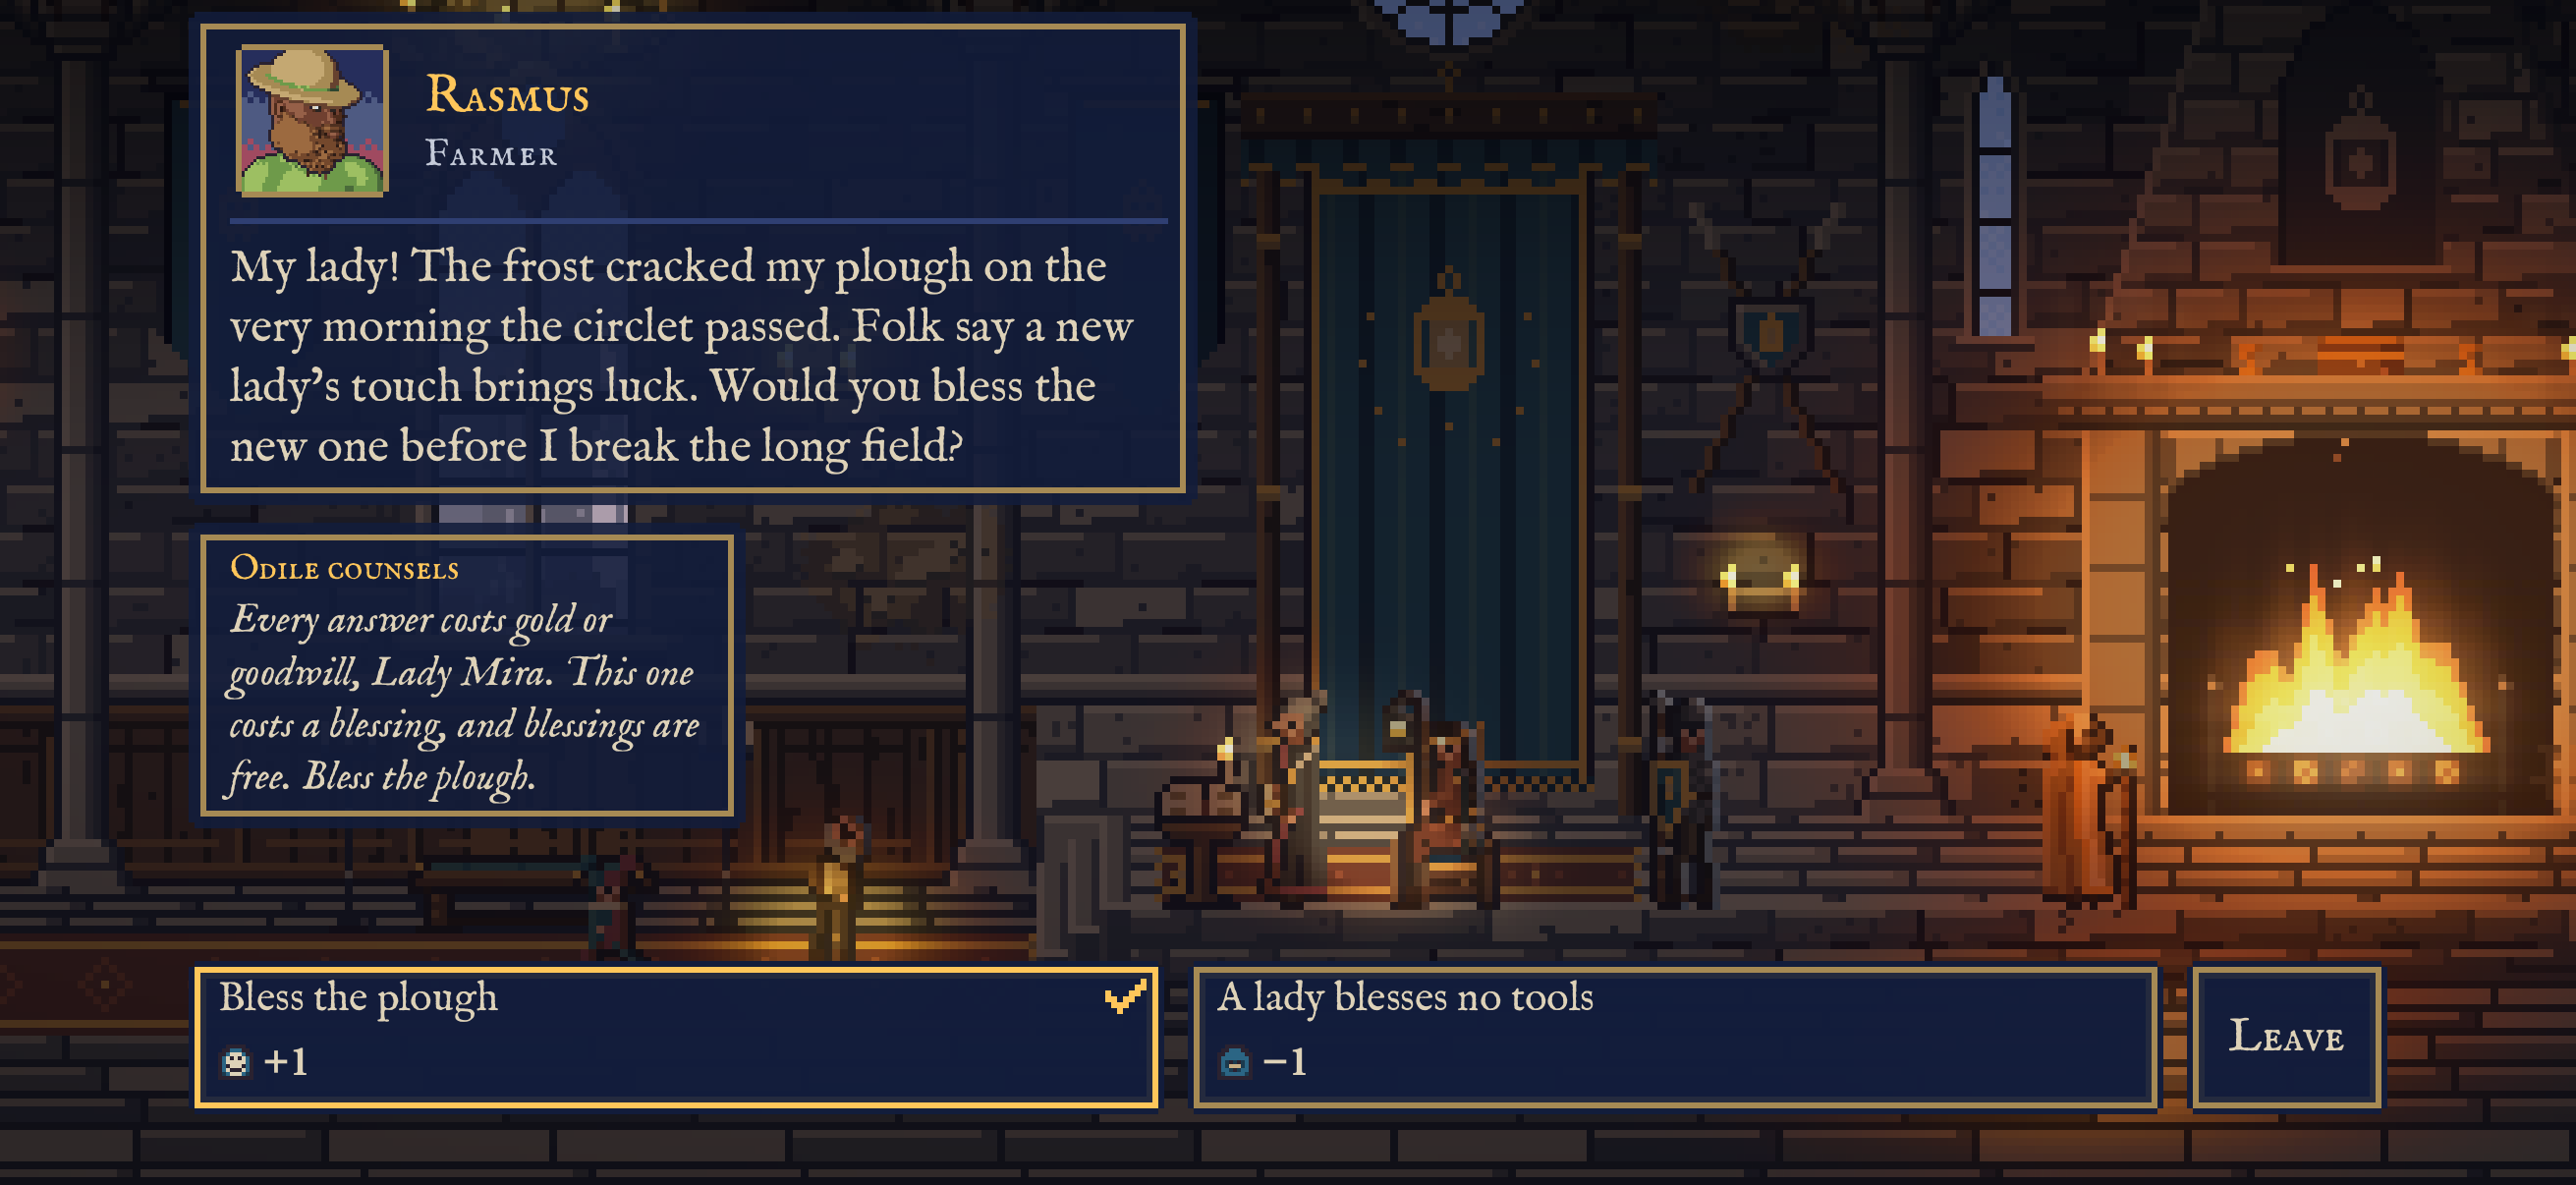 Rasmus
Farmer
My lady! The frost cracked my plough on the
very morning the circlet passed. Folk say a new
lady’s touch brings luck. Would you bless the
new one before I break the long field?
Odile counsels
Every answer costs gold or
goodwill, Lady Mira. This one
costs a blessing, and blessings are
free. Bless the plough.
Bless the plough
+1
A lady blesses no tools
−1
Leave